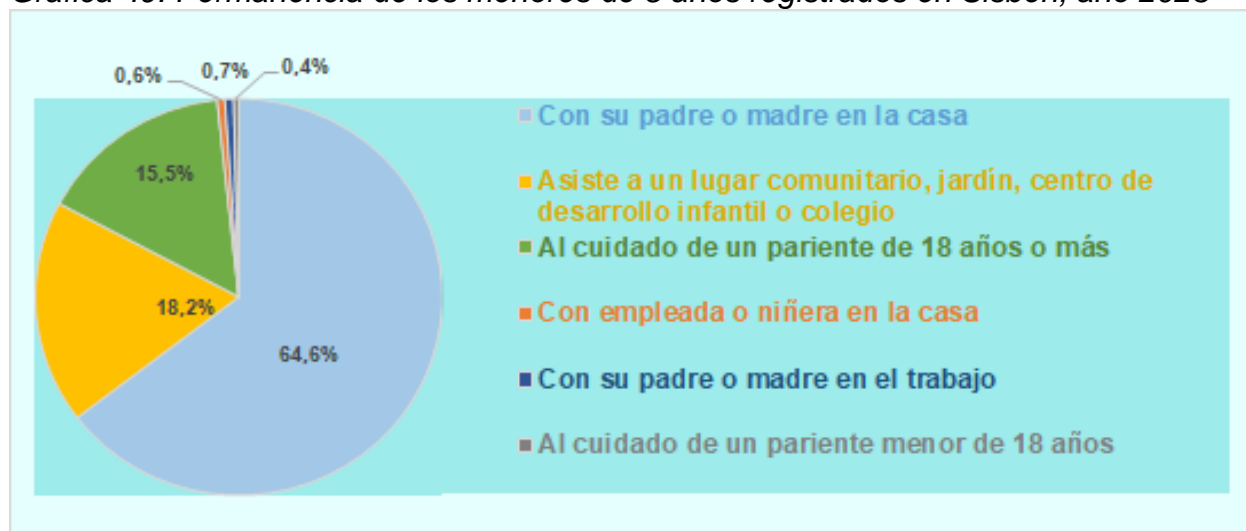 0,6%
0,7%
0,4%
15,5%
18,2%
64,6%
Con su padre o madre en la casa
Asiste a un lugar comunitario, jardín, centro de
desarrollo infantil o colegio
Al cuidado de un pariente de 18 años o más
Con empleada o niñera en la casa
Con su padre o madre en el trabajo
Al cuidado de un pariente menor de 18 años